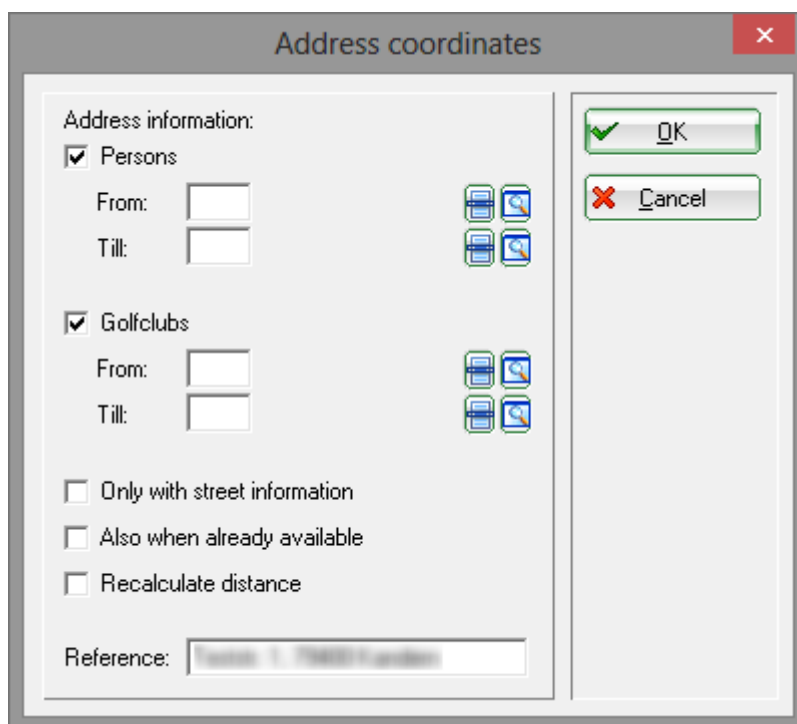 Address coordinates
Address information:
Persons
From:
Till:
Golfclubs
From:
Till:
Only with street information
Also when already available
Recalculate distance
Reference:
OK
Cancel